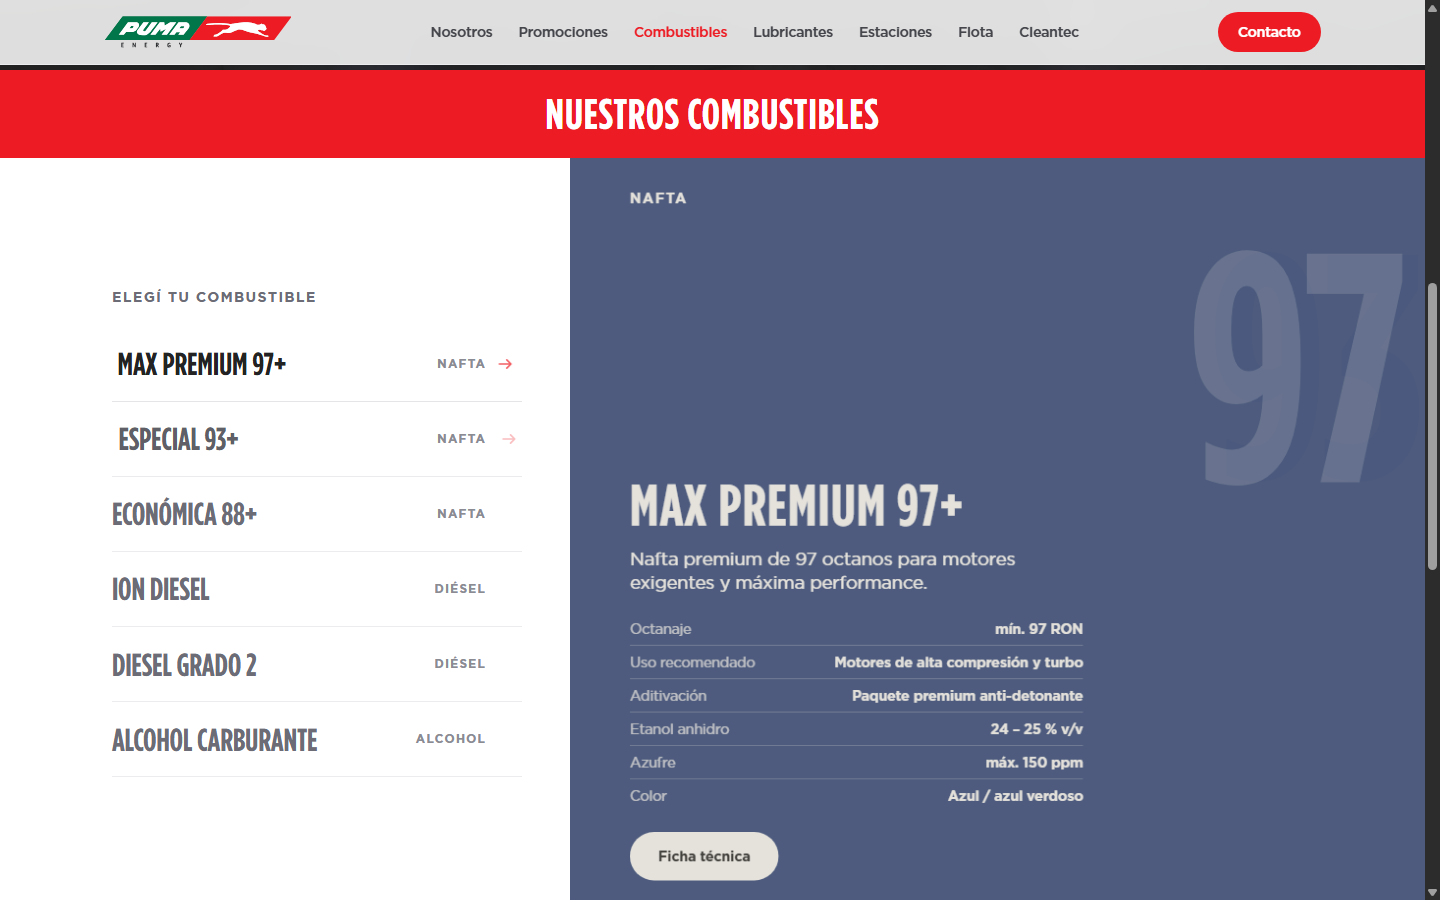 PUMA
ENERGY
Nosotros
Promociones
Combustibles
Lubricantes
Estaciones
Flota
Cleantec
Contacto
NUESTROS COMBUSTIBLES
ELEGÍ TU COMBUSTIBLE
MAX PREMIUM 97+ NAFTA →
ESPECIAL 93+ NAFTA →
ECONÓMICA 88+ NAFTA
ION DIESEL DIÉSEL
DIESEL GRADO 2 DIÉSEL
ALCOHOL CARBURANTE ALCOHOL
NAFTA
97
MAX PREMIUM 97+
Nafta premium de 97 octanos para motores
exigentes y máxima performance.
Octanaje mín. 97 RON
Uso recomendado Motores de alta compresión y turbo
Aditivación Paquete premium anti-detonante
Etanol anhidro 24 – 25 % v/v
Azufre máx. 150 ppm
Color Azul / azul verdoso
Ficha técnica